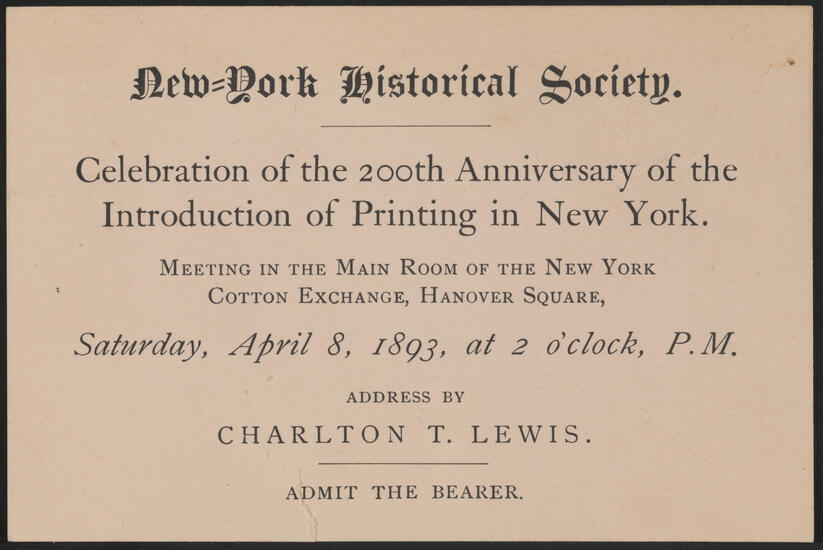 New=York Historical Society.
Celebration of the 200th Anniversary of the
Introduction of Printing in New York.
MEETING IN THE MAIN ROOM OF THE NEW YORK
COTTON EXCHANGE, HANOVER SQUARE,
Saturday, April 8, 1893, at 2 o'clock, P.M.
ADDRESS BY
CHARLTON T. LEWIS.
ADMIT THE BEARER.